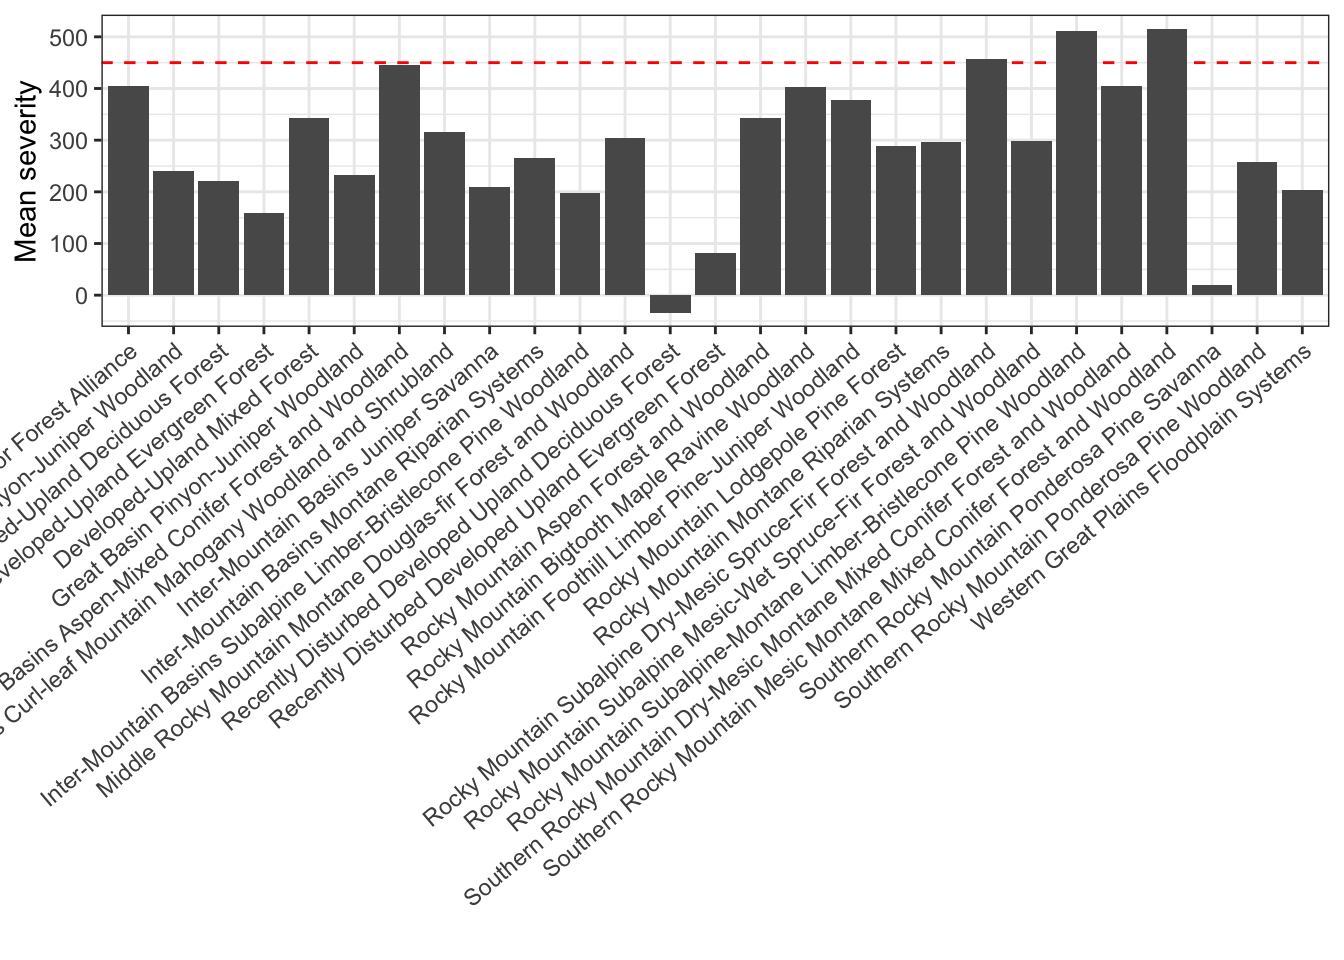 Mean severity
500
400
300
200
100
0
Forest Alliance
Woodland
Upland Deciduous Forest
Upland Evergreen Forest
Developed-Upland Mixed Forest
Great Basin Pinyon-Juniper Woodland
Basins Aspen-Mixed Conifer Forest and Woodland
Curl-leaf Mountain Mahogany Woodland and Shrubland
Inter-Mountain Basins Juniper Savanna
Inter-Mountain Basins Montane Riparian Systems
Inter-Mountain Basins Subalpine Limber-Bristlecone Pine Woodland
Middle Rocky Mountain Montane Douglas-fir Forest and Woodland
Recently Disturbed Developed Upland Deciduous Forest
Recently Disturbed Developed Upland Evergreen Forest
Rocky Mountain Aspen Forest and Woodland
Rocky Mountain Bigtooth Maple Ravine Woodland
Rocky Mountain Foothill Limber Pine-Juniper Woodland
Rocky Mountain Lodgepole Pine Forest
Rocky Mountain Montane Riparian Systems
Rocky Mountain Subalpine Dry-Mesic Spruce-Fir Forest and Woodland
Rocky Mountain Subalpine Mesic-Wet Spruce-Fir Forest and Woodland
Rocky Mountain Subalpine-Montane Limber-Bristlecone Pine Woodland
Southern Rocky Mountain Dry-Mesic Montane Mixed Conifer Forest and Woodland
Southern Rocky Mountain Mesic Montane Mixed Conifer Forest and Woodland
Southern Rocky Mountain Ponderosa Pine Savanna
Southern Rocky Mountain Ponderosa Pine Woodland
Western Great Plains Floodplain Systems